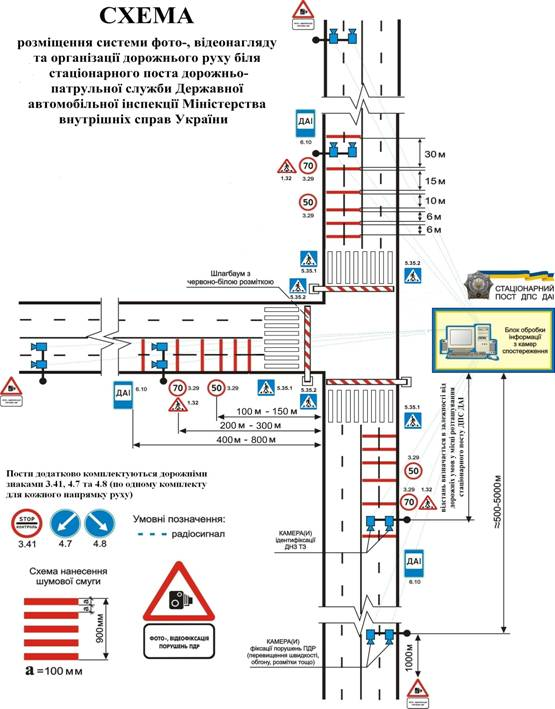 СХЕМА
розміщення системи фото-, відеонагляду
та організації дорожнього руху біля
стаціонарного поста дорожньо-
патрульної служби Державної
автомобільної інспекції Міністерства
внутрішніх справ України
ДАІ
6.10
30 м
1.32
70
3.29
15 м
50
3.29
10 м
6 м
6 м
5.35.1
5.35.2
5.35.2
Шлагбаум з
червоно-білою розміткою
СТАЦІОНАРНИЙ
ПОСТ ДПС ДАІ
Блок обробки
інформації
з камер
спостереження
ДАІ
6.10
70
3.29
1.32
50
3.29
5.35.1
5.35.2
100 м - 150 м
200 м - 300 м
400 м - 800 м
5.35.1
5.35.2
відстань визначається в залежності від
дорожніх умов у місці розташування
стаціонарного посту ДПС ДАІ
≈500-5000м
3.29
50
3.29
1.32
70
Пости додатково комплектуються дорожніми
знаками 3.41, 4.7 та 4.8 (по одному комплекту
для кожного напрямку руху)
STOP
КОНТРОЛЬ
3.41
4.7
4.8
Умовні позначення:
радіосигнал
КАМЕРА(И)
ідентифікації
ДНЗ ТЗ
ДАІ
6.10
Схема нанесення
шумової смуги
a
a
900мм
a = 100 мм
ФОТО-, ВІДЕОФІКСАЦІЯ
ПОРУШЕНЬ ПДР
КАМЕРА(И)
фіксації порушень ПДР
(перевищення швидкості,
обгону, розмітки тощо)
1000м